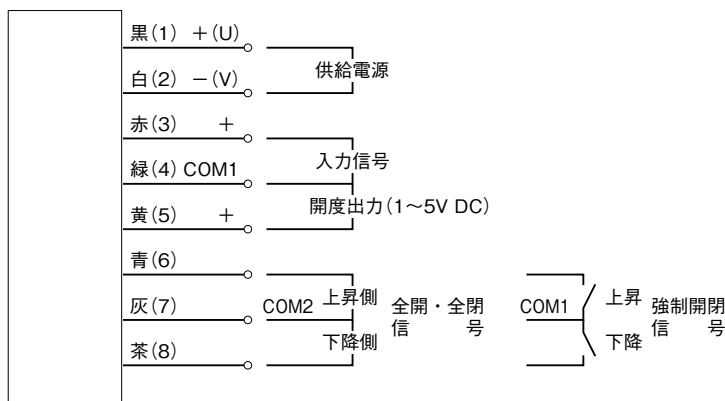 黒(1) +(U)
供給電源
白(2) −(V)
赤(3) +
入力信号
緑(4) COM1
開度出力(1～5V DC)
黄(5) +
青(6)
上昇側
上昇
灰(7)
COM2
全開・全閉
信 号
COM1
強制開閉
信 号
下降側
下降
茶(8)